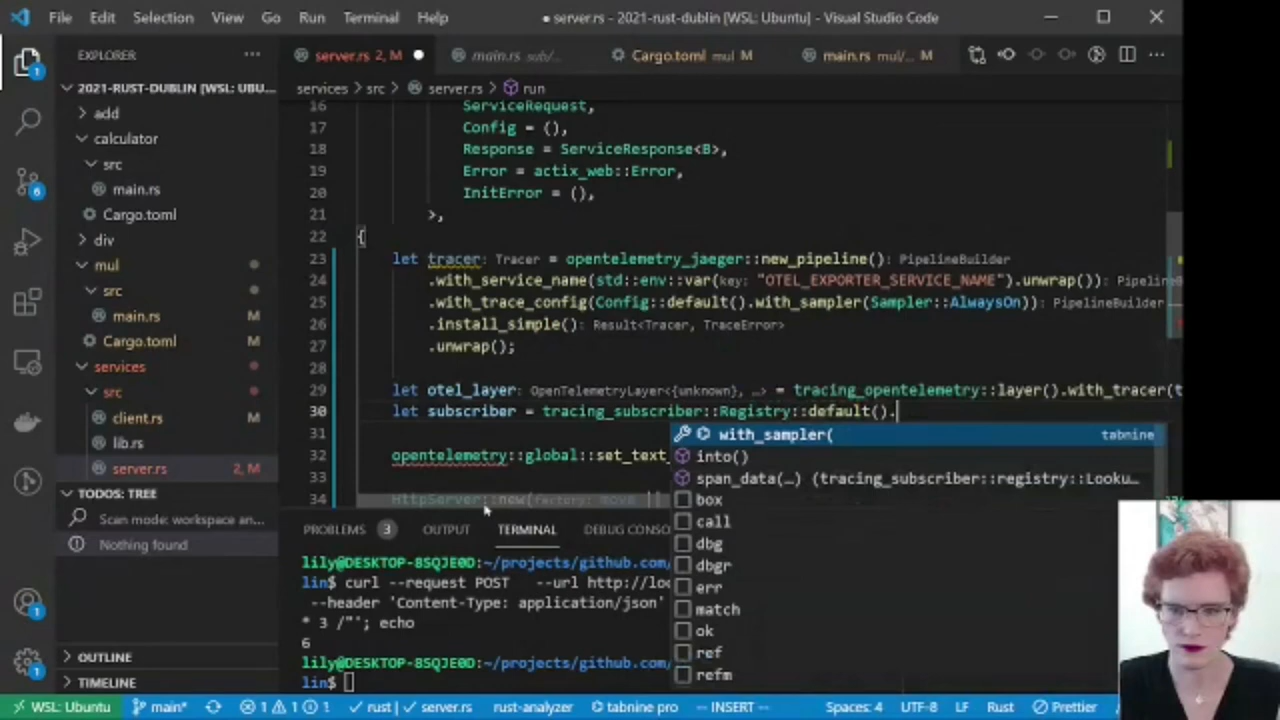 File Edit Selection View Go Run Terminal Help
● server.rs - 2021-rust-dublin [WSL: Ubuntu] - Visual Studio Code
EXPLORER
server.rs 2, M
main.rs sub/...
Cargo.toml mul M
main.rs mul/... M
2021-RUST-DUBLIN [WSL: UBU...
services > src > server.rs > run
add
calculator
src
main.rs
Cargo.toml
div
mul
src
main.rs M
Cargo.toml M
services
src
client.rs M
lib.rs
server.rs 2, M
TODOS: TREE
Scan mode: workspace an...
Nothing found
OUTLINE
TIMELINE
16 ServiceRequest,
17 Config = (),
18 Response = ServiceResponse<B>,
19 Error = actix_web::Error,
20 InitError = (),
21 >,
22 {
23 let tracer: Tracer = opentelemetry_jaeger::new_pipeline() PipelineBuilder
24 .with_service_name(std::env::var(key: "OTEL_EXPORTER_SERVICE_NAME").unwrap()) Pipeline
25 .with_trace_config(Config::default().with_sampler(Sampler::AlwaysOn)) PipelineBuilder
26 .install_simple() Result<Tracer, TraceError>
27 .unwrap();
28
29 let otel_layer: OpenTelemetryLayer<{unknown}, …> = tracing_opentelemetry::layer().with_tracer(t
30 let subscriber = tracing_subscriber::Registry::default().
31
32 opentelemetry::global::set_text_
33
34 HttpServer::new(factory: move ||
with_sampler( tabnine
into()
span_data(…) (tracing_subscriber::registry::Looku…
box
call
dbg
dbgr
err
match
ok
ref
refm
PROBLEMS 3 OUTPUT TERMINAL DEBUG CONSO
lily@DESKTOP-8SQJE0D:~/projects/github.com/
lin$ curl --request POST --url http://loc
--header 'Content-Type: application/json'
* 3 /"'; echo
6
lily@DESKTOP-8SQJE0D:~/projects/github.com/
lin$
WSL: Ubuntu main* 1 1 1 rust server.rs rust-analyzer tabnine pro -- INSERT -- Spaces: 4 UTF-8 LF Rust Prettier